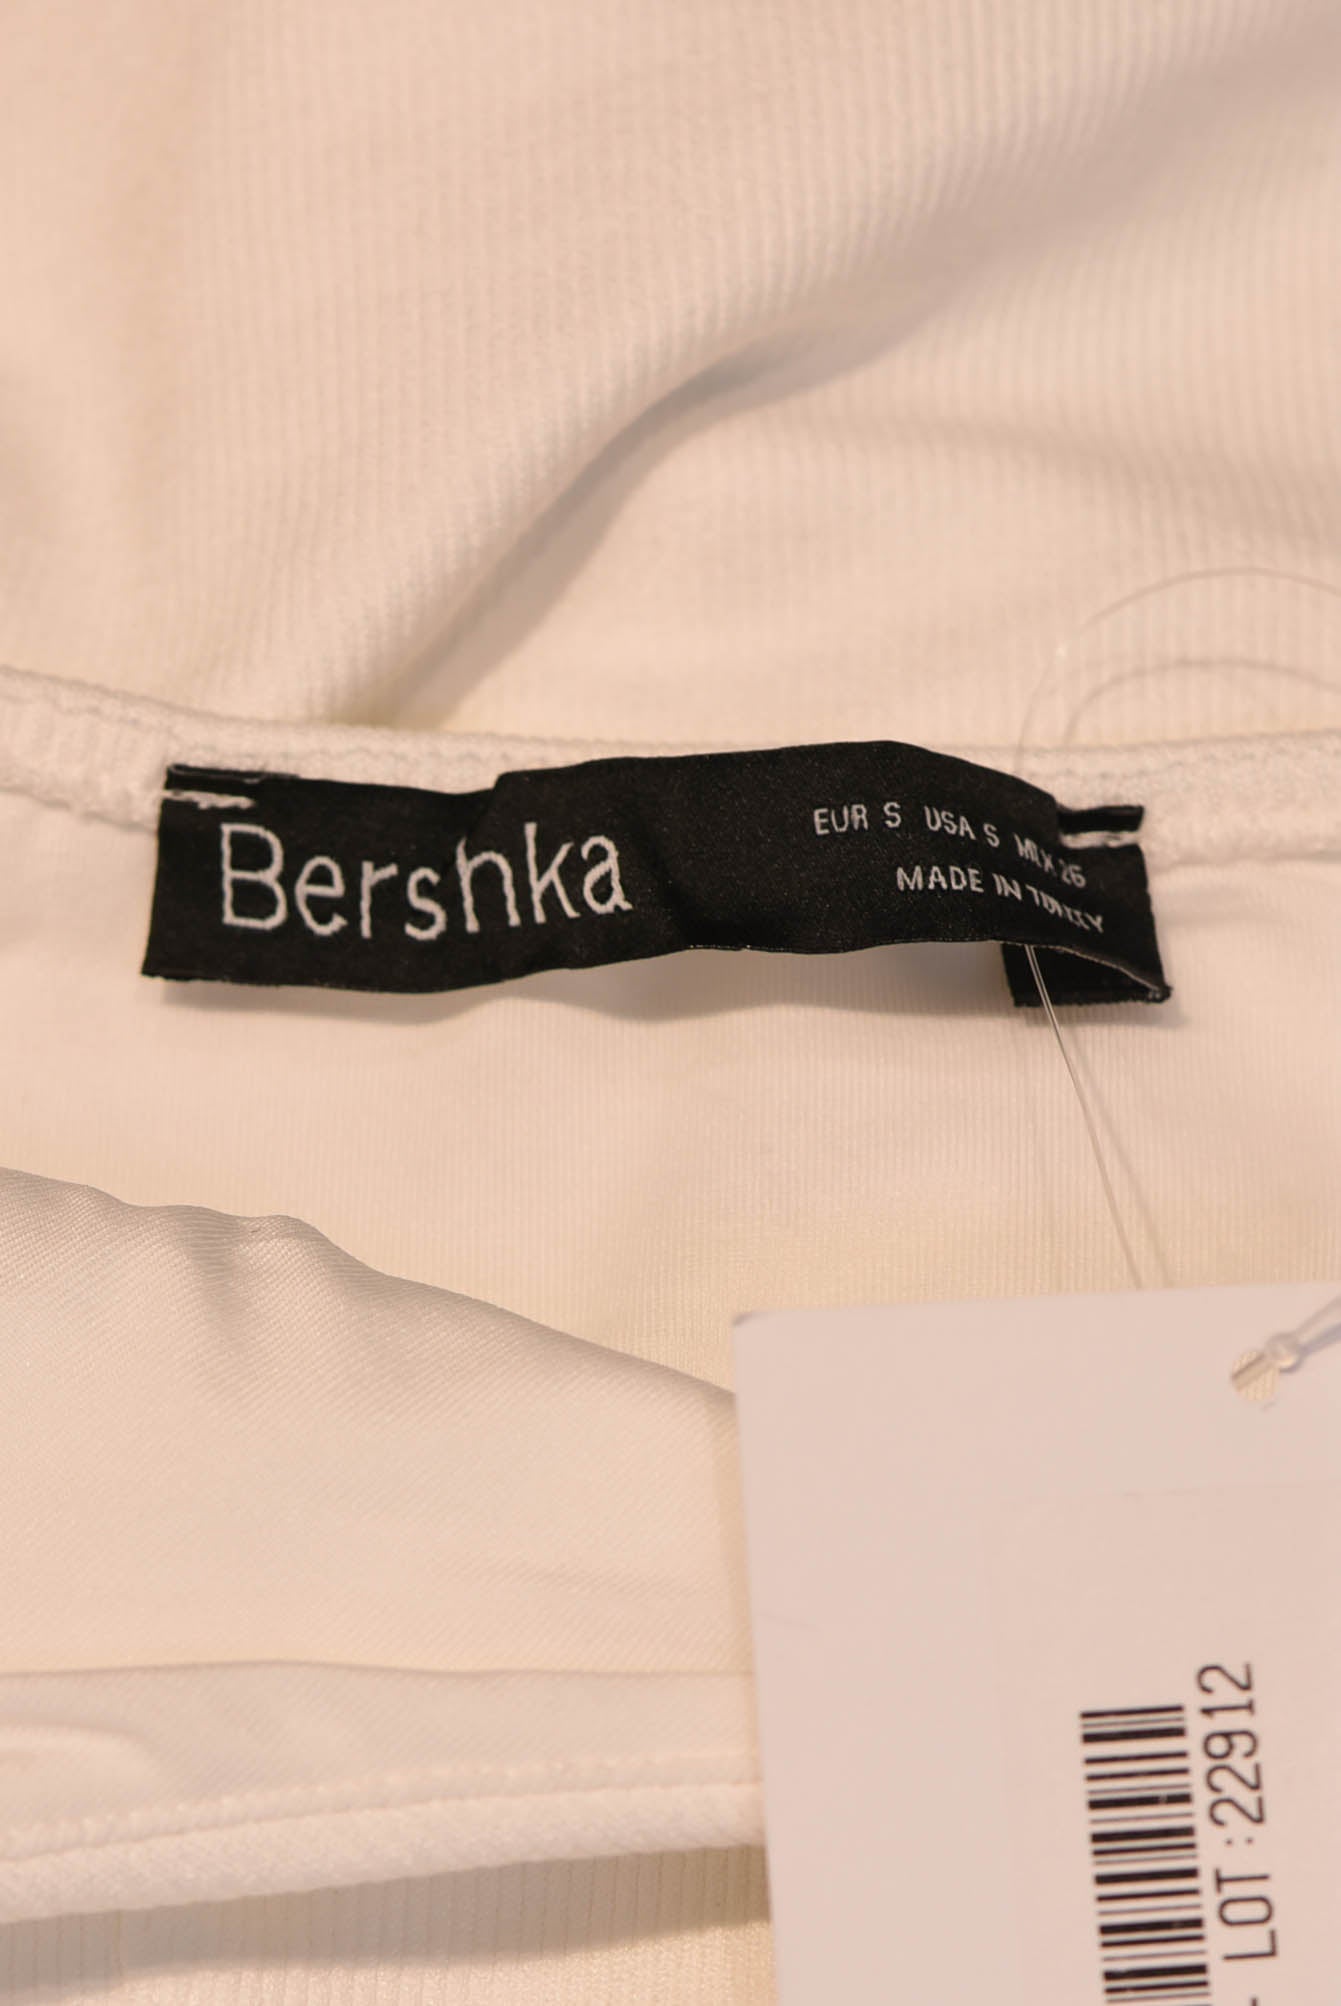 Bershka
EUR S USA S MEX 26
MADE IN TURKEY
LOT:22912